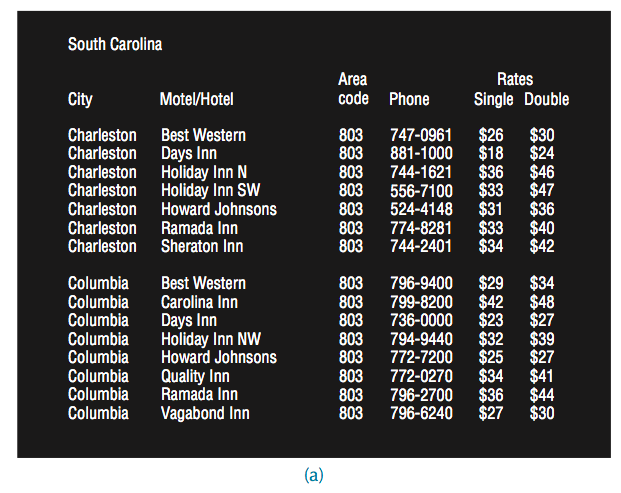 South Carolina
Area Rates
City Motel/Hotel code Phone Single Double
Charleston Best Western 803 747-0961 $26 $30
Charleston Days Inn 803 881-1000 $18 $24
Charleston Holiday Inn N 803 744-1621 $36 $46
Charleston Holiday Inn SW 803 556-7100 $33 $47
Charleston Howard Johnsons 803 524-4148 $31 $36
Charleston Ramada Inn 803 774-8281 $33 $40
Charleston Sheraton Inn 803 744-2401 $34 $42
Columbia Best Western 803 796-9400 $29 $34
Columbia Carolina Inn 803 799-8200 $42 $48
Columbia Days Inn 803 736-0000 $23 $27
Columbia Holiday Inn NW 803 794-9440 $32 $39
Columbia Howard Johnsons 803 772-7200 $25 $27
Columbia Quality Inn 803 772-0270 $34 $41
Columbia Ramada Inn 803 796-2700 $36 $44
Columbia Vagabond Inn 803 796-6240 $27 $30
(a)